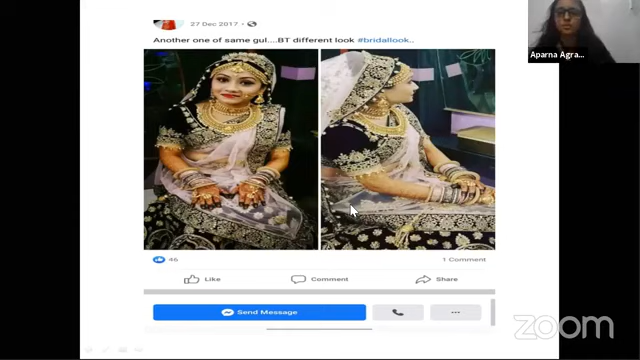 27 Dec 2017 ·
Another one of same gul....BT different look #bridallook..
Aparna Agra...
46
1 Comment
Like
Comment
Share
Send Message
...
zoom